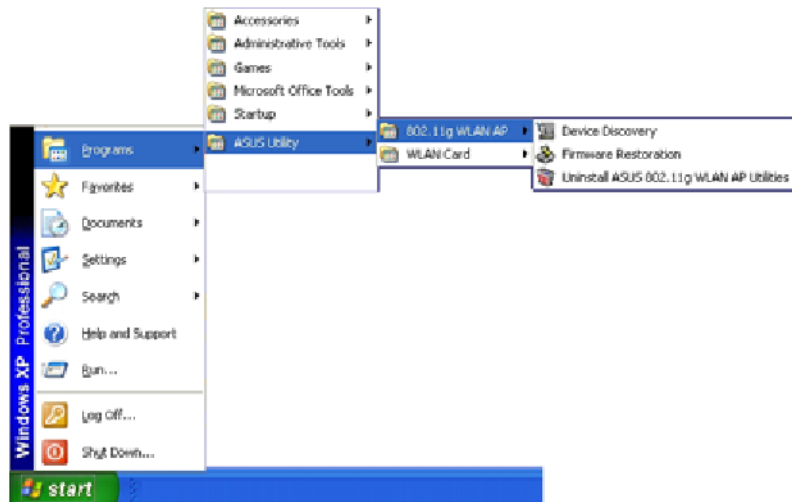 Accessories
Administrative Tools
Games
Microsoft Office Tools
Startup
ASUS Utility
802.11g WLAN AP
WLAN Card
Device Discovery
Firmware Restoration
Uninstall ASUS 802.11g WLAN AP Utilities
Programs
Favorites
Documents
Settings
Search
Help and Support
Run...
Log Off...
Shut Down...
Windows XP Professional
start